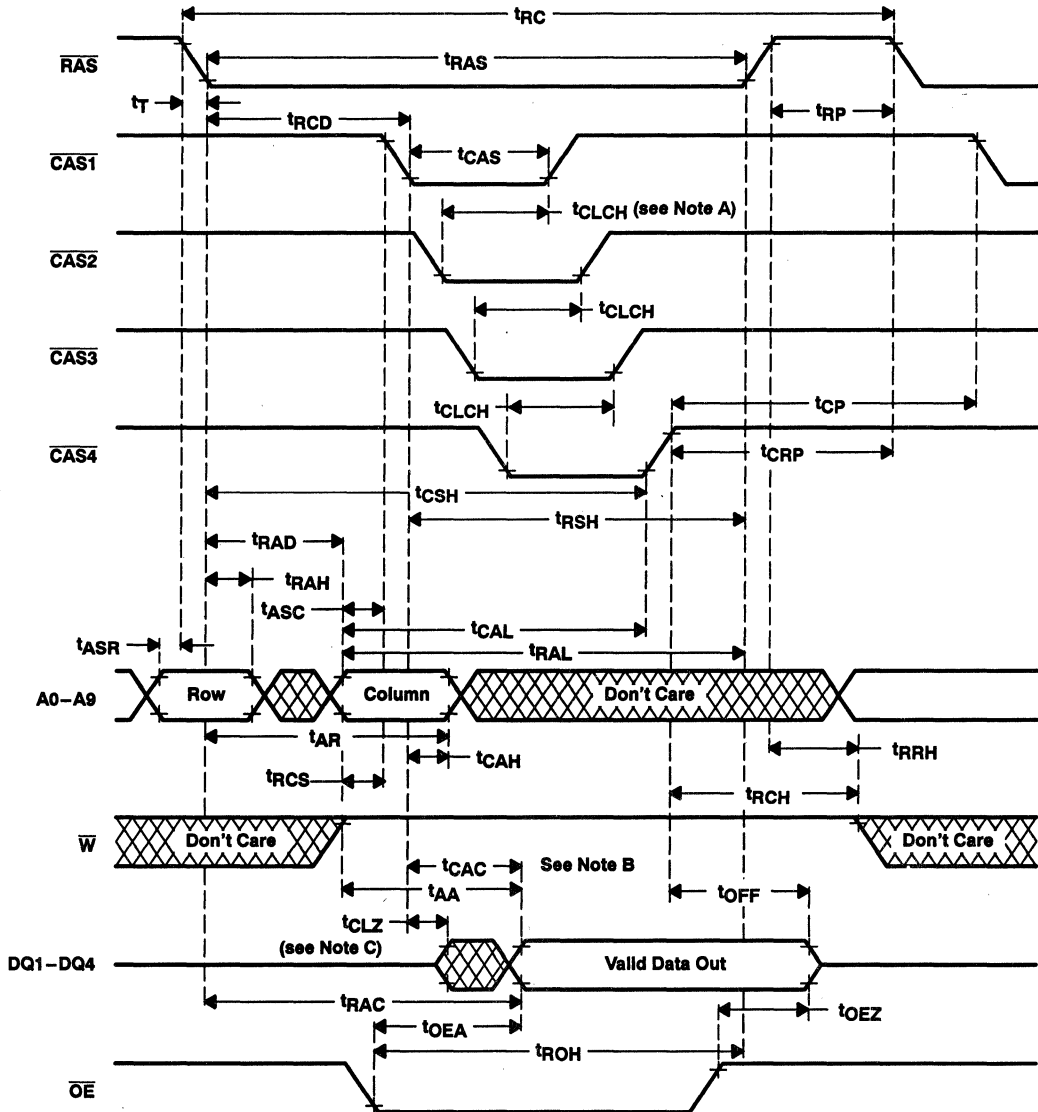 tRC
RAS
tRAS
tT
tRP
tRCD
CAS1
tCAS
tCLCH (see Note A)
CAS2
tCLCH
CAS3
tCLCH
tCP
CAS4
tCRP
tCSH
tRSH
tRAD
tRAH
tASC
tCAL
tASR
tRAL
A0–A9
Row
Column
Don't Care
tAR
tCAH
tRRH
tRCS
tRCH
W
Don't Care
Don't Care
tCAC
See Note B
tAA
tOFF
tCLZ
(see Note C)
DQ1–DQ4
Valid Data Out
tRAC
tOEZ
tOEA
tROH
OE